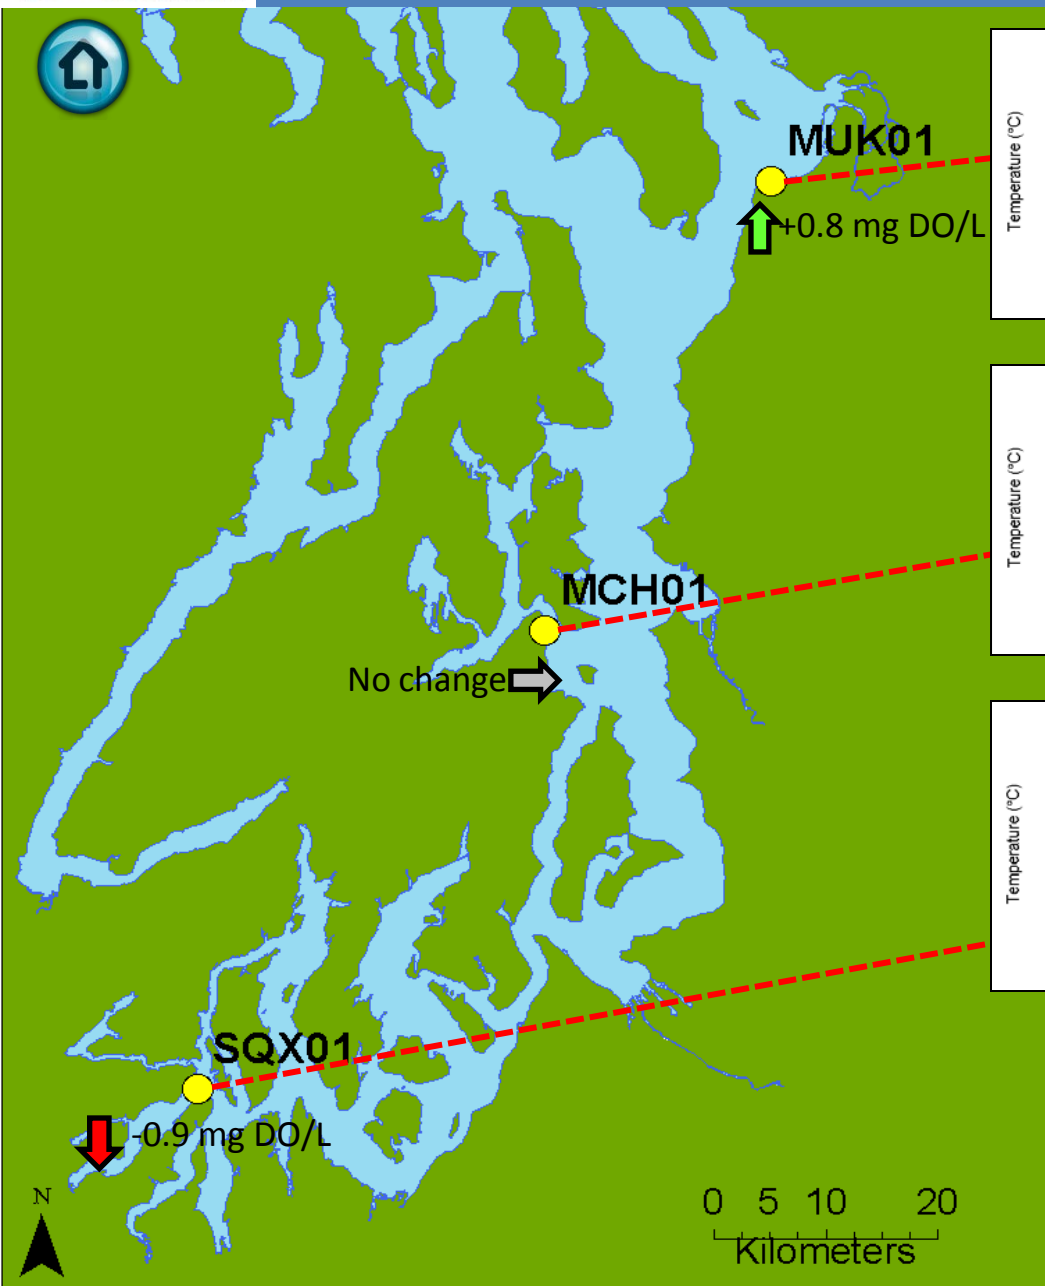 MUK01
+0.8 mg DO/L
Temperature (°C)
Temperature (°C)
MCH01
No change
Temperature (°C)
SQX01
-0.9 mg DO/L
N
0 5 10 20
Kilometers